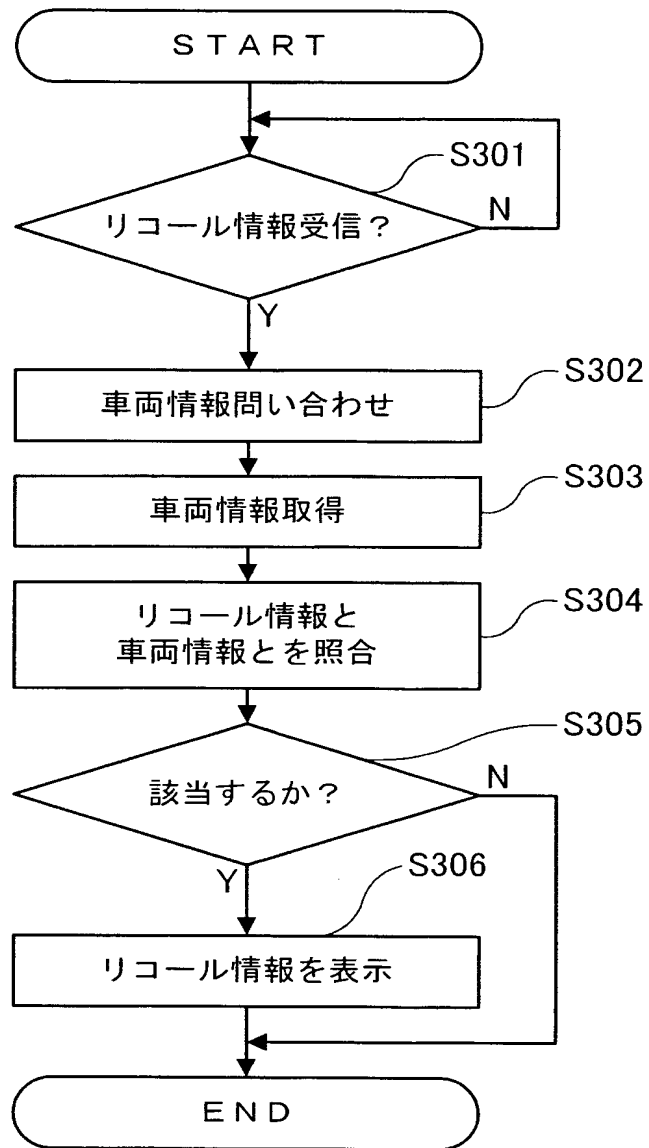 START
S301
リコール情報受信?
N
Y
S302
車両情報問い合わせ
S303
車両情報取得
S304
リコール情報と
車両情報とを照合
S305
該当するか?
N
Y
S306
リコール情報を表示
END